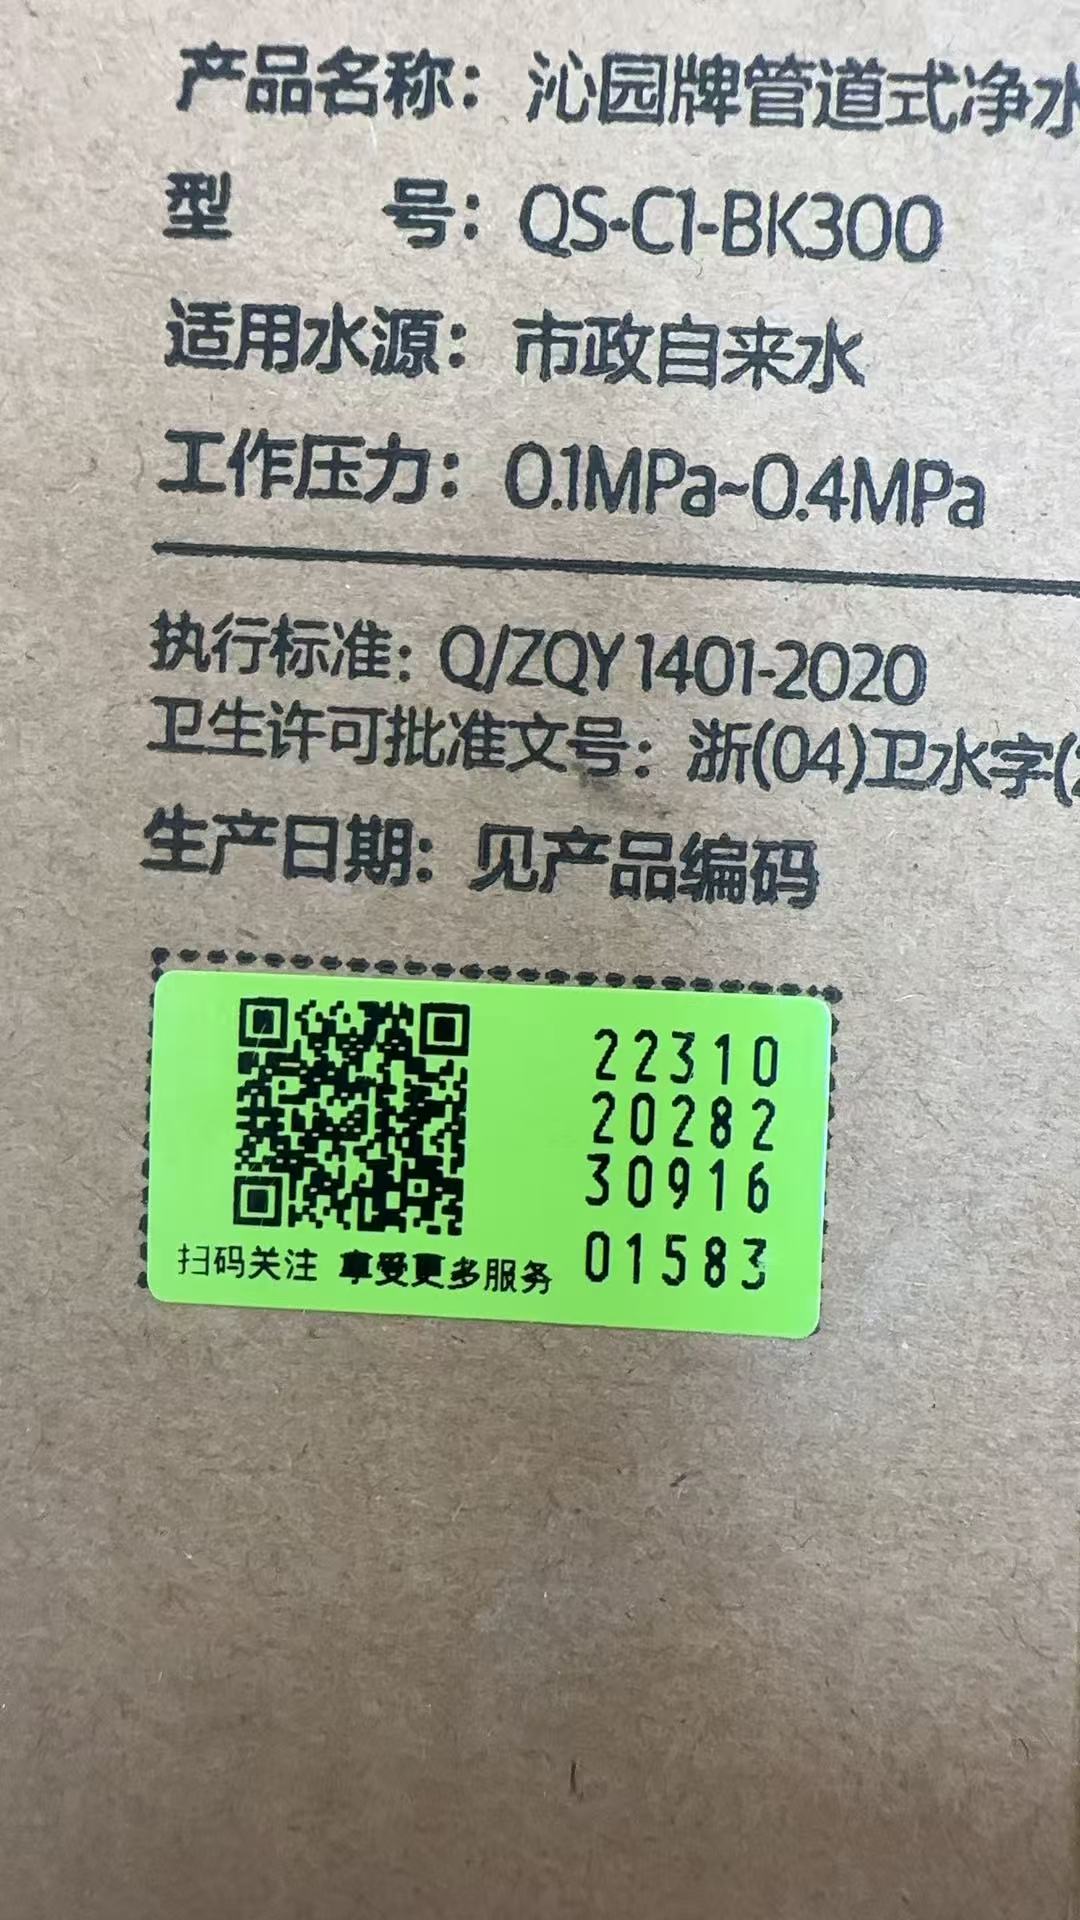 产品名称：沁园牌管道式净水
型 号：QS-C1-BK300
适用水源：市政自来水
工作压力：0.1MPa~0.4MPa
执行标准：Q/ZQY 1401-2020
卫生许可批准文号：浙(04)卫水字(
生产日期：见产品编码
22310
20282
30916
01583
扫码关注 享受更多服务